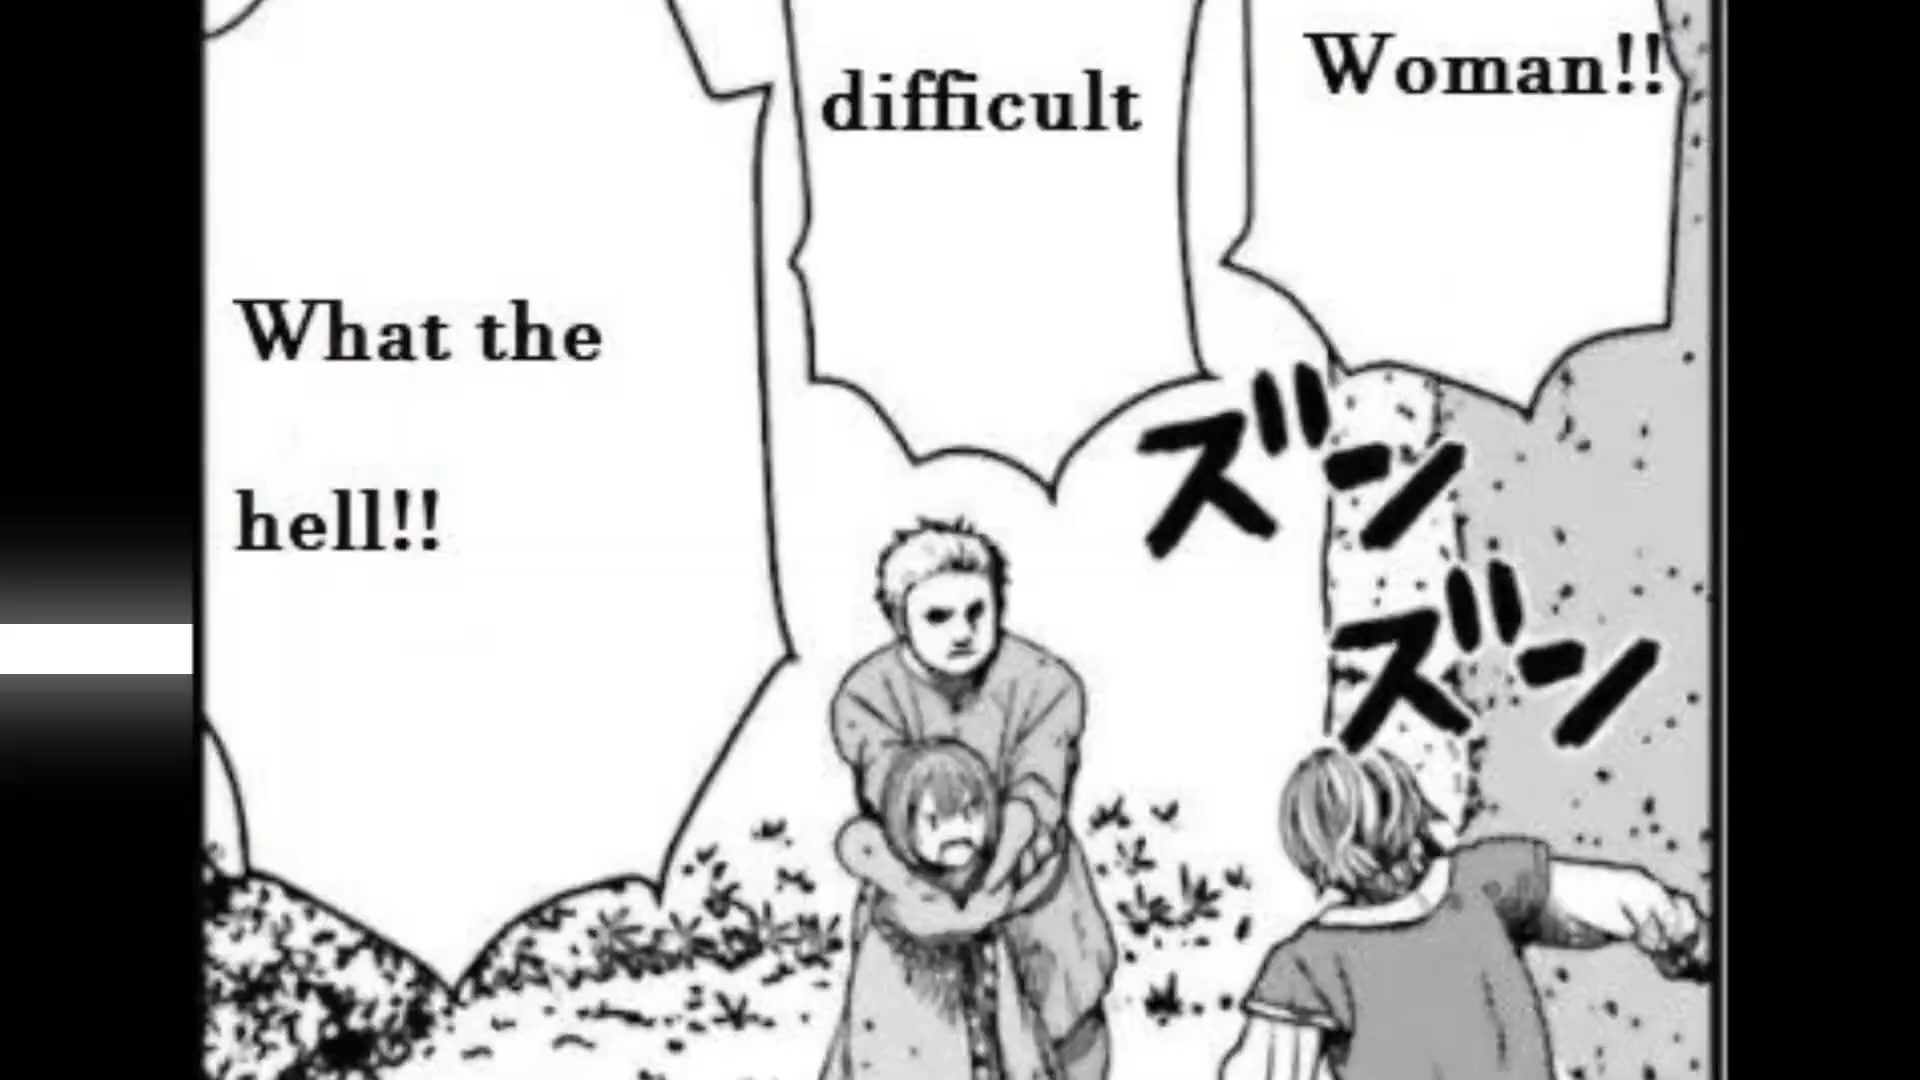 Woman!!
difficult
What the
hell!!
ズン
ズン